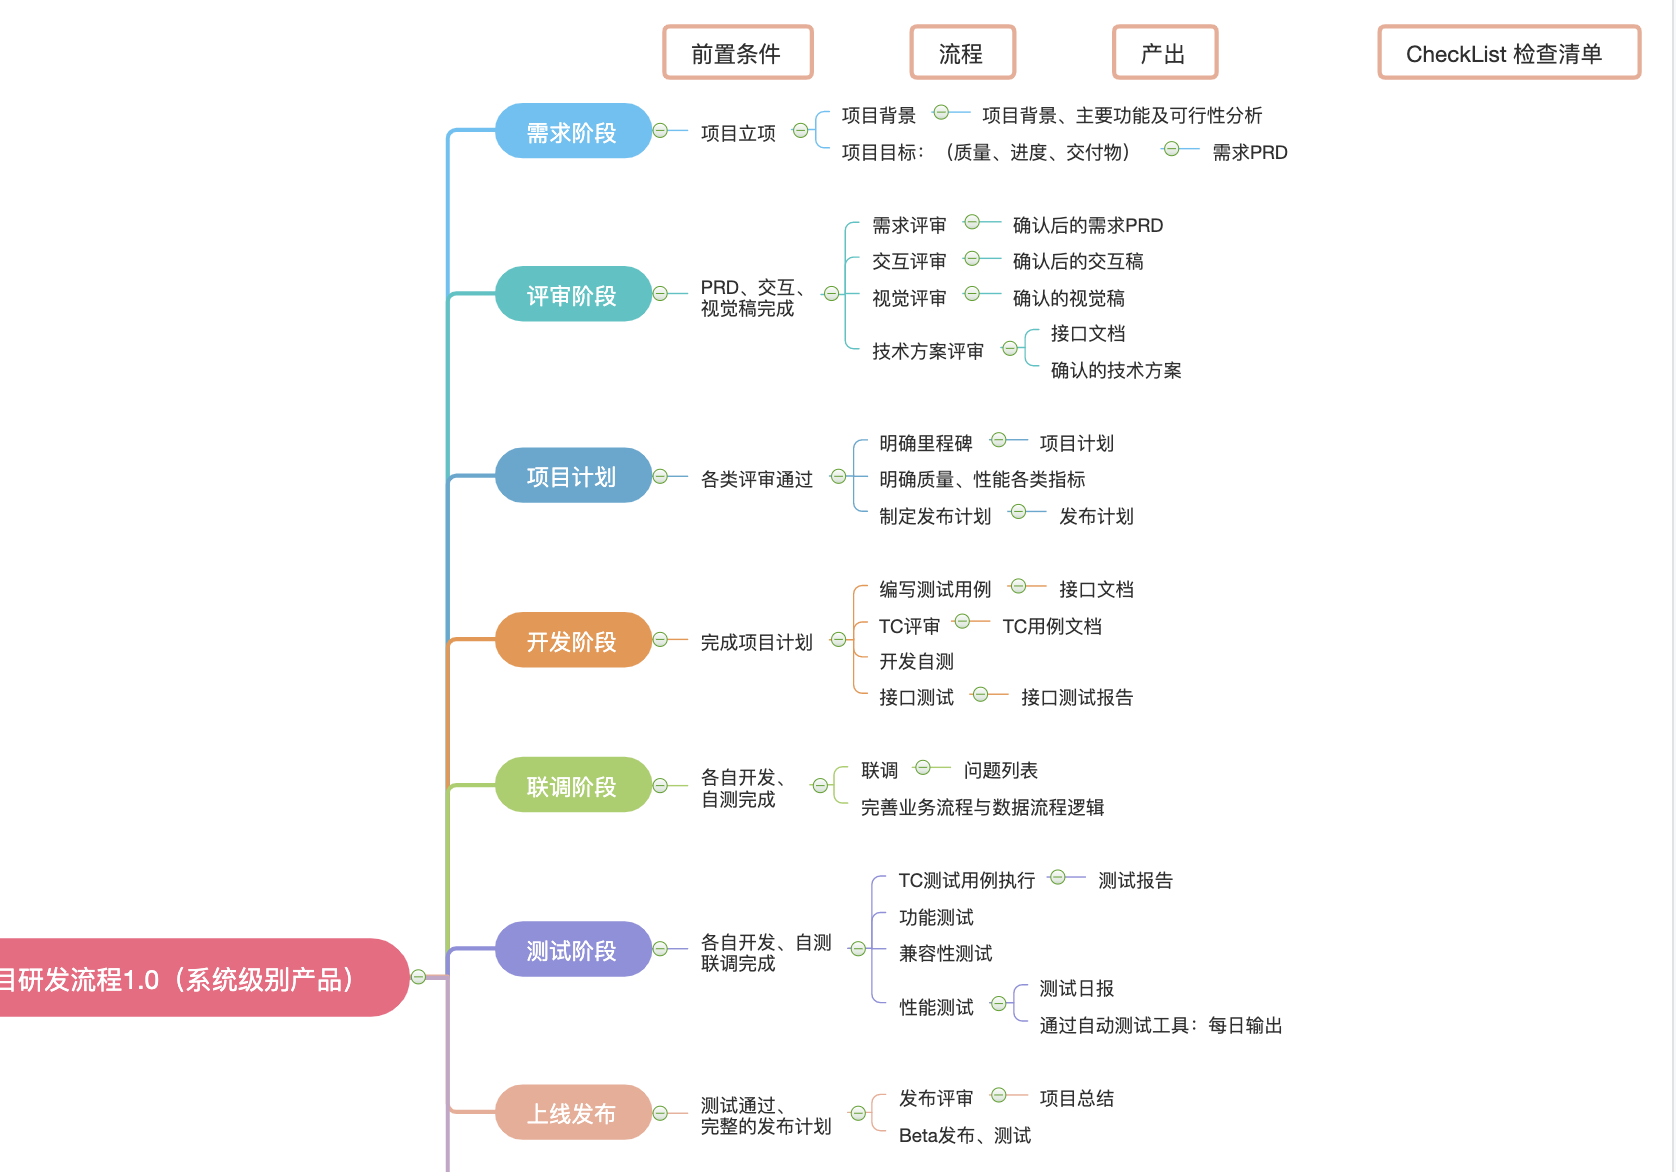 前置条件
流程
产出
CheckList 检查清单
需求阶段
项目立项
项目背景
项目背景、主要功能及可行性分析
项目目标：（质量、进度、交付物）
需求PRD
评审阶段
PRD、交互、
视觉稿完成
需求评审
确认后的需求PRD
交互评审
确认后的交互稿
视觉评审
确认的视觉稿
技术方案评审
接口文档
确认的技术方案
项目计划
各类评审通过
明确里程碑
项目计划
明确质量、性能各类指标
制定发布计划
发布计划
开发阶段
完成项目计划
编写测试用例
接口文档
TC评审
TC用例文档
开发自测
接口测试
接口测试报告
联调阶段
各自开发、
自测完成
联调
问题列表
完善业务流程与数据流程逻辑
目研发流程1.0（系统级别产品）
测试阶段
各自开发、自测
联调完成
TC测试用例执行
测试报告
功能测试
兼容性测试
性能测试
测试日报
通过自动测试工具：每日输出
上线发布
测试通过、
完整的发布计划
发布评审
项目总结
Beta发布、测试